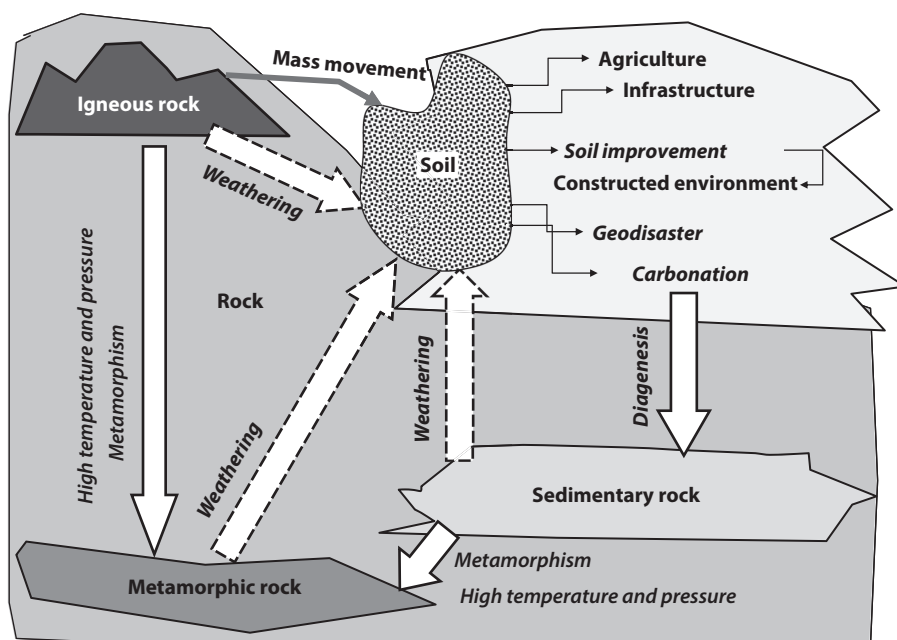 Mass movement
Igneous rock
Soil
Agriculture
Infrastructure
Soil improvement
Constructed environment
Geodisaster
Carbonation
Weathering
Rock
High temperature and pressure
Metamorphism
Weathering
Weathering
Diagenesis
Sedimentary rock
Metamorphic rock
Metamorphism
High temperature and pressure